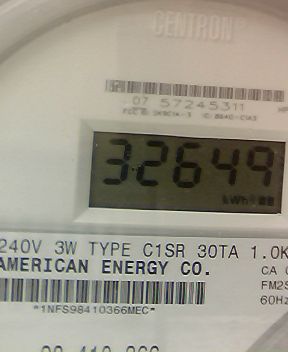 CENTRON®
07 57245311
32649
kWh
240V 3W TYPE C1SR 30TA 1.0K
AMERICAN ENERGY CO.
CA
FM2S
60Hz
*1NFS98410366MEC*